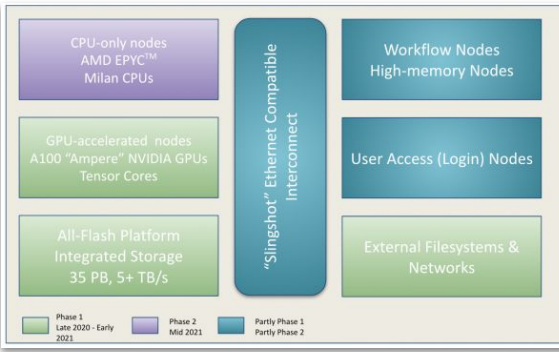 CPU-only nodes
AMD EPYC™
Milan CPUs
GPU-accelerated nodes
A100 "Ampere" NVIDIA GPUs
Tensor Cores
All-Flash Platform
Integrated Storage
35 PB, 5+ TB/s
"Slingshot" Ethernet Compatible
Interconnect
Workflow Nodes
High-memory Nodes
User Access (Login) Nodes
External Filesystems &
Networks
Phase 1
Late 2020 - Early
2021
Phase 2
Mid 2021
Partly Phase 1
Partly Phase 2